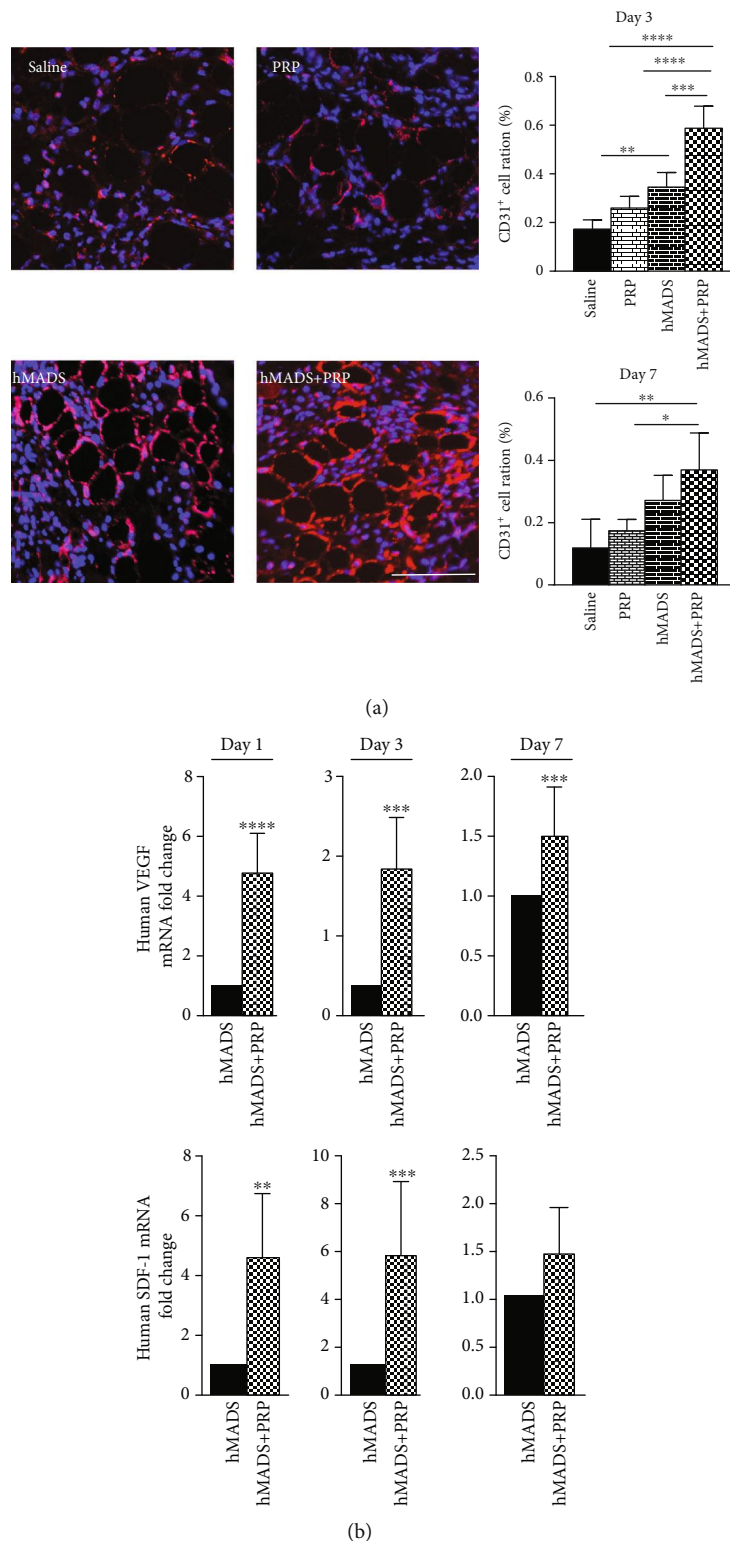 Saline
PRP
hMADS
hMADS+PRP
Day 3
****
****
***
**
CD31+ cell ration (%)
0.8
0.6
0.4
0.2
0
Saline
PRP
hMADS
hMADS+PRP
Day 7
**
*
CD31+ cell ration (%)
0.6
0.4
0.2
0
Saline
PRP
hMADS
hMADS+PRP
(a)
Day 1
Day 3
Day 7
Human VEGF
mRNA fold change
8
6
4
2
0
****
hMADS
hMADS+PRP
3
2
1
0
***
hMADS
hMADS+PRP
2.0
1.5
1.0
0.5
0.0
***
hMADS
hMADS+PRP
Human SDF-1 mRNA
fold change
8
6
4
2
0
**
hMADS
hMADS+PRP
10
8
6
4
2
0
***
hMADS
hMADS+PRP
2.5
2.0
1.5
1.0
0.5
0.0
hMADS
hMADS+PRP
(b)